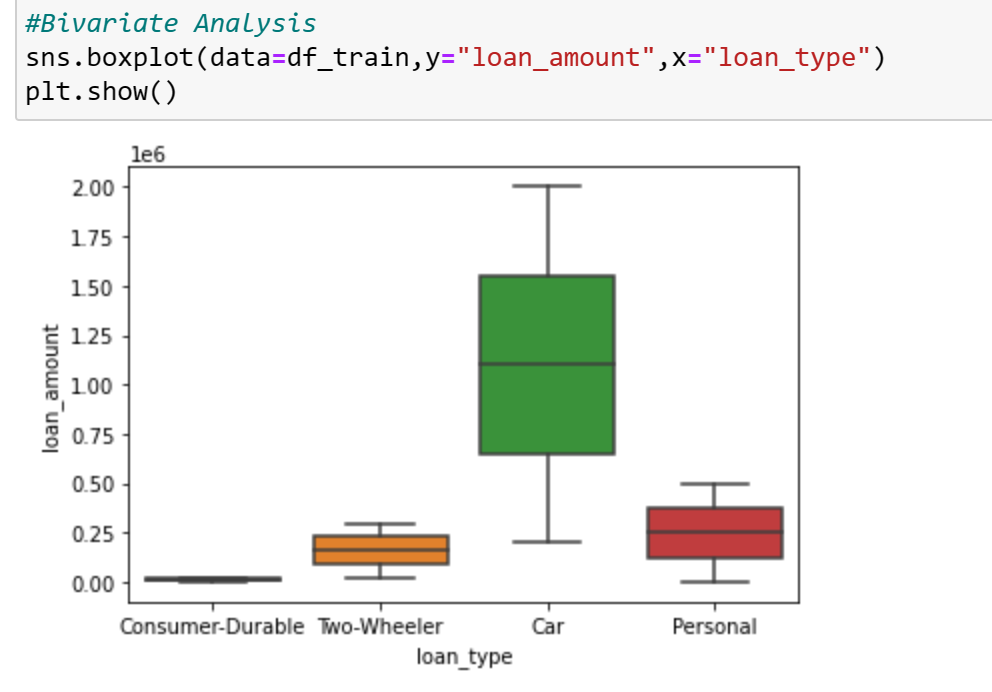 #Bivariate Analysis
sns.boxplot(data=df_train,y="loan_amount",x="loan_type")
plt.show()
1e6
2.00
1.75
1.50
1.25
1.00
0.75
0.50
0.25
0.00
loan_amount
Consumer-Durable Two-Wheeler Car Personal
loan_type